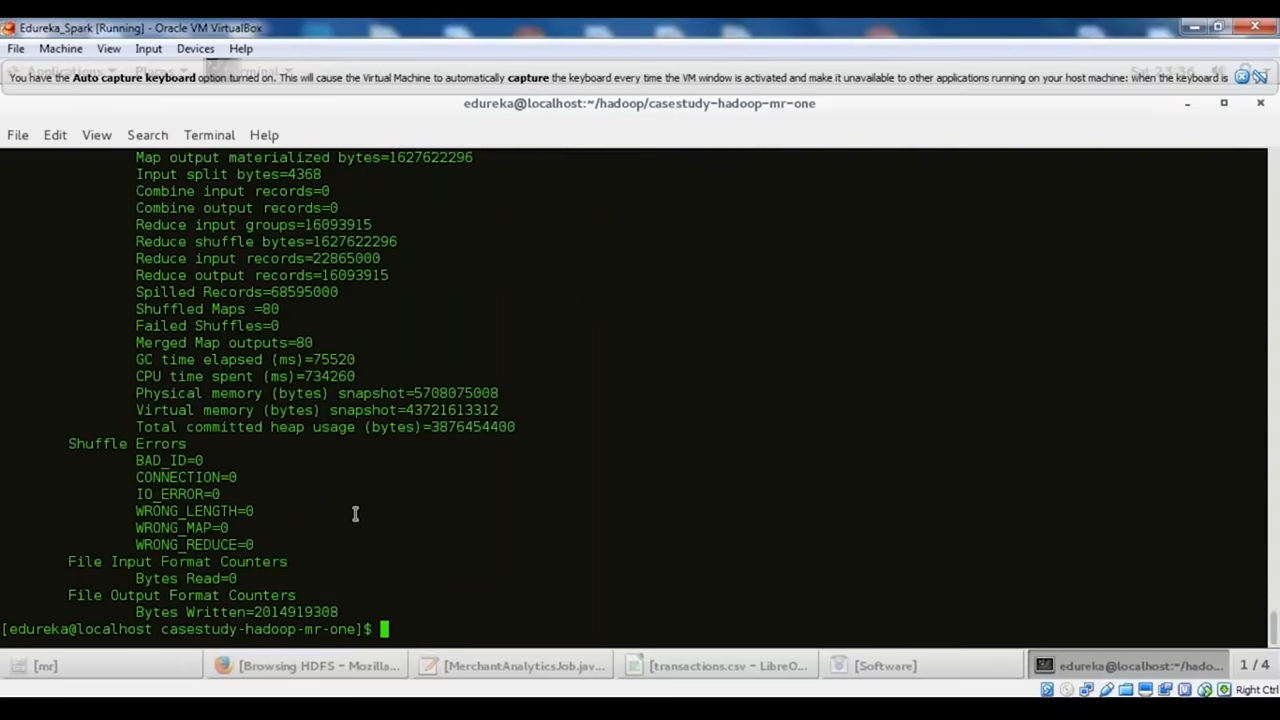 Edureka_Spark [Running] - Oracle VM VirtualBox
File Machine View Input Devices Help
You have the Auto capture keyboard option turned on. This will cause the Virtual Machine to automatically capture the keyboard every time the VM window is activated and make it unavailable to other applications running on your host machine: when the keyboard is
edureka@localhost:~/hadoop/casestudy-hadoop-mr-one
File Edit View Search Terminal Help
Map output materialized bytes=1627622296
Input split bytes=4368
Combine input records=0
Combine output records=0
Reduce input groups=16093915
Reduce shuffle bytes=1627622296
Reduce input records=22865000
Reduce output records=16093915
Spilled Records=68595000
Shuffled Maps =80
Failed Shuffles=0
Merged Map outputs=80
GC time elapsed (ms)=75520
CPU time spent (ms)=734260
Physical memory (bytes) snapshot=5708075008
Virtual memory (bytes) snapshot=43721613312
Total committed heap usage (bytes)=3876454400
Shuffle Errors
BAD_ID=0
CONNECTION=0
IO_ERROR=0
WRONG_LENGTH=0
WRONG_MAP=0
WRONG_REDUCE=0
File Input Format Counters
Bytes Read=0
File Output Format Counters
Bytes Written=2014919308
[edureka@localhost casestudy-hadoop-mr-one]$
[mr] [Browsing HDFS - Mozilla... [MerchantAnalyticsJob.jav... [transactions.csv - LibreO... [Software] edureka@localhost:~/hado... 1 / 4
Right Ctrl